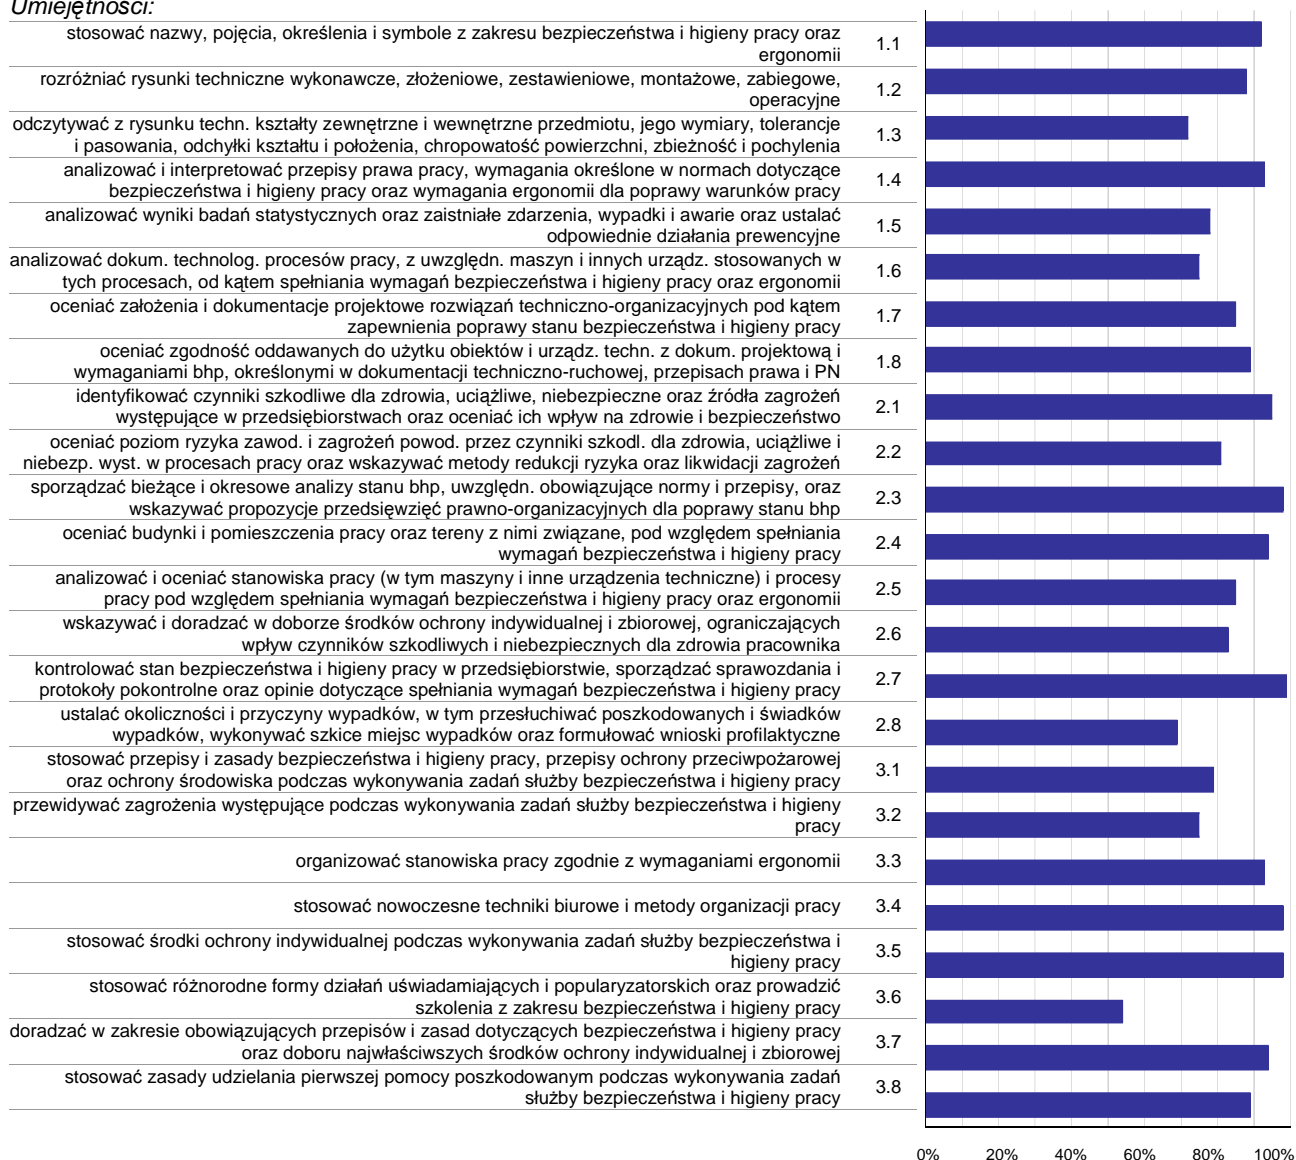 Umiejętności:
stosować nazwy, pojęcia, określenia i symbole z zakresu bezpieczeństwa i higieny pracy oraz
ergonomii
1.1
rozróżniać rysunki techniczne wykonawcze, złożeniowe, zestawieniowe, montażowe, zabiegowe,
operacyjne
1.2
odczytywać z rysunku techn. kształty zewnętrzne i wewnętrzne przedmiotu, jego wymiary, tolerancje
i pasowania, odchyłki kształtu i położenia, chropowatość powierzchni, zbieżność i pochylenia
1.3
analizować i interpretować przepisy prawa pracy, wymagania określone w normach dotyczące
bezpieczeństwa i higieny pracy oraz wymagania ergonomii dla poprawy warunków pracy
1.4
analizować wyniki badań statystycznych oraz zaistniałe zdarzenia, wypadki i awarie oraz ustalać
odpowiednie działania prewencyjne
1.5
analizować dokum. technolog. procesów pracy, z uwzględn. maszyn i innych urządz. stosowanych w
tych procesach, od kątem spełniania wymagań bezpieczeństwa i higieny pracy oraz ergonomii
1.6
oceniać założenia i dokumentacje projektowe rozwiązań techniczno-organizacyjnych pod kątem
zapewnienia poprawy stanu bezpieczeństwa i higieny pracy
1.7
oceniać zgodność oddawanych do użytku obiektów i urządz. techn. z dokum. projektową i
wymaganiami bhp, określonymi w dokumentacji techniczno-ruchowej, przepisach prawa i PN
1.8
identyfikować czynniki szkodliwe dla zdrowia, uciążliwe, niebezpieczne oraz źródła zagrożeń
występujące w przedsiębiorstwach oraz oceniać ich wpływ na zdrowie i bezpieczeństwo
2.1
oceniać poziom ryzyka zawod. i zagrożeń powod. przez czynniki szkodl. dla zdrowia, uciążliwe i
niebezp. wyst. w procesach pracy oraz wskazywać metody redukcji ryzyka oraz likwidacji zagrożeń
2.2
sporządzać bieżące i okresowe analizy stanu bhp, uwzględn. obowiązujące normy i przepisy, oraz
wskazywać propozycje przedsięwzięć prawno-organizacyjnych dla poprawy stanu bhp
2.3
oceniać budynki i pomieszczenia pracy oraz tereny z nimi związane, pod względem spełniania
wymagań bezpieczeństwa i higieny pracy
2.4
analizować i oceniać stanowiska pracy (w tym maszyny i inne urządzenia techniczne) i procesy
pracy pod względem spełniania wymagań bezpieczeństwa i higieny pracy oraz ergonomii
2.5
wskazywać i doradzać w doborze środków ochrony indywidualnej i zbiorowej, ograniczających
wpływ czynników szkodliwych i niebezpiecznych dla zdrowia pracownika
2.6
kontrolować stan bezpieczeństwa i higieny pracy w przedsiębiorstwie, sporządzać sprawozdania i
protokoły pokontrolne oraz opinie dotyczące spełniania wymagań bezpieczeństwa i higieny pracy
2.7
ustalać okoliczności i przyczyny wypadków, w tym przesłuchiwać poszkodowanych i świadków
wypadków, wykonywać szkice miejsc wypadków oraz formułować wnioski profilaktyczne
2.8
stosować przepisy i zasady bezpieczeństwa i higieny pracy, przepisy ochrony przeciwpożarowej
oraz ochrony środowiska podczas wykonywania zadań służby bezpieczeństwa i higieny pracy
3.1
przewidywać zagrożenia występujące podczas wykonywania zadań służby bezpieczeństwa i higieny
pracy
3.2
organizować stanowiska pracy zgodnie z wymaganiami ergonomii
3.3
stosować nowoczesne techniki biurowe i metody organizacji pracy
3.4
stosować środki ochrony indywidualnej podczas wykonywania zadań służby bezpieczeństwa i
higieny pracy
3.5
stosować różnorodne formy działań uświadamiających i popularyzatorskich oraz prowadzić
szkolenia z zakresu bezpieczeństwa i higieny pracy
3.6
doradzać w zakresie obowiązujących przepisów i zasad dotyczących bezpieczeństwa i higieny pracy
oraz doboru najwłaściwszych środków ochrony indywidualnej i zbiorowej
3.7
stosować zasady udzielania pierwszej pomocy poszkodowanym podczas wykonywania zadań
służby bezpieczeństwa i higieny pracy
3.8
0% 20% 40% 60% 80% 100%